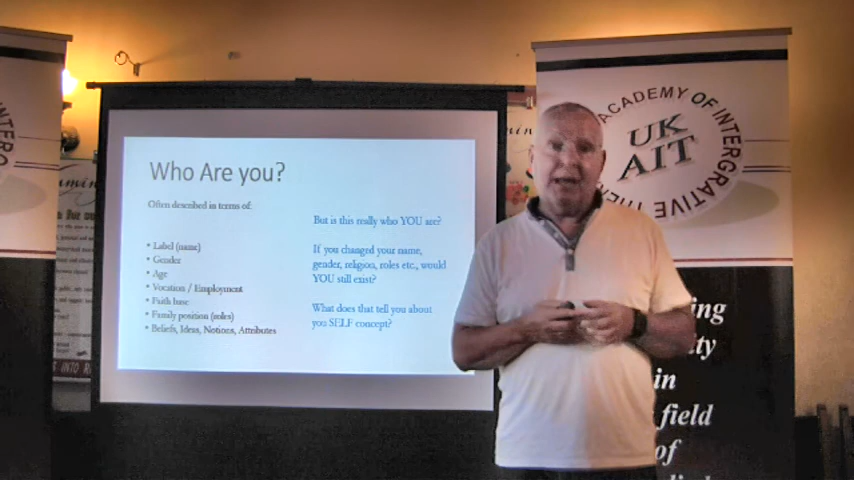 Who Are you?
Often described in terms of:
• Label (name)
• Gender
• Age
• Vocation / Employment
• Faith base
• Family position (roles)
• Beliefs, Ideas, Notions, Attributes
But is this really who YOU are?
If you changed your name,
gender, religion, roles etc., would
YOU still exist?
What does that tell you about
you SELF concept?
ACADEMY OF INTERGRATIVE THE
UK
AIT
ing
ity
in
field
of
INTO R